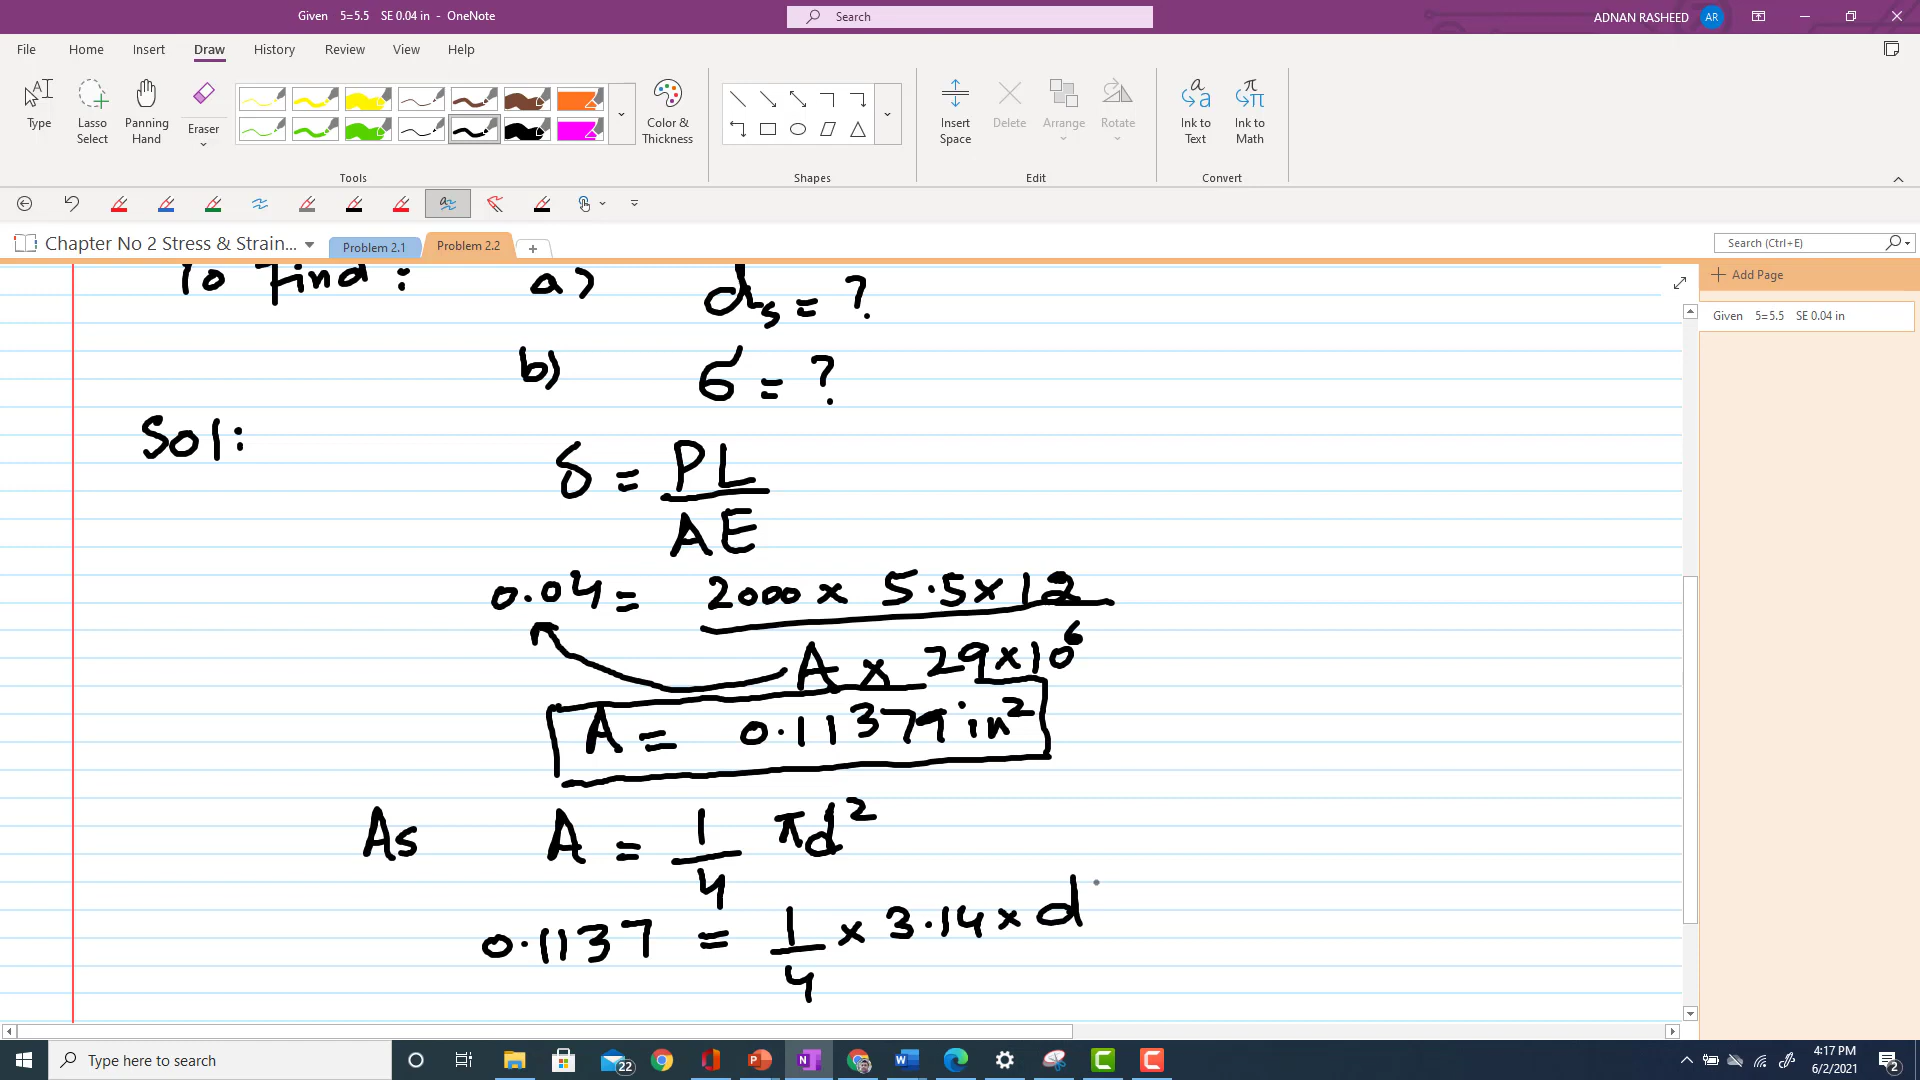 Given 5=5.5 SE 0.04 in - OneNote
Search
ADNAN RASHEED AR
File Home Insert Draw History Review View Help
Type
Lasso Select
Panning Hand
Eraser
Color & Thickness
Insert Space
Delete
Arrange
Rotate
Ink to Text
Ink to Math
Tools Shapes Edit Convert
Chapter No 2 Stress & Strain... Problem 2.1 Problem 2.2 +
Search (Ctrl+E)
Add Page
Given 5=5.5 SE 0.04 in
To Find : a) ds = ?
b) σ = ?
Sol:
δ = PL
AE
0.04 = 2000 × 5.5 × 12
A × 29×10⁶
A = 0.11379 in²
As A = 1 πd²
4
0.1137 = 1 × 3.14 × d
4
Type here to search
22
4:17 PM
6/2/2021
2